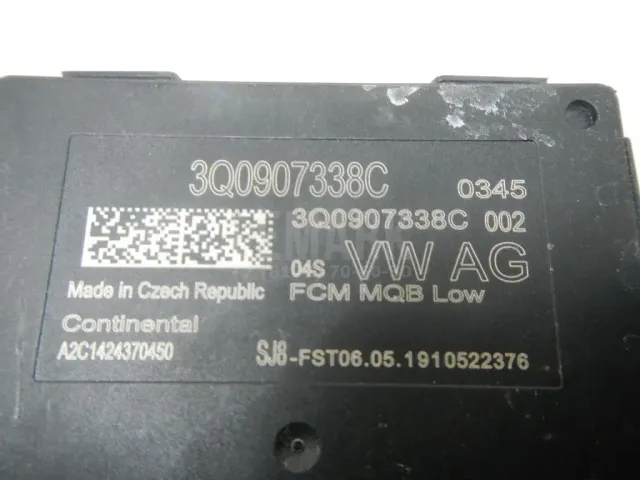 3Q0907338C 0345
3Q0907338C 002
04S VW AG
Made in Czech Republic FCM MQB Low
Continental
A2C1424370450 SJ8-FST06.05.1910522376